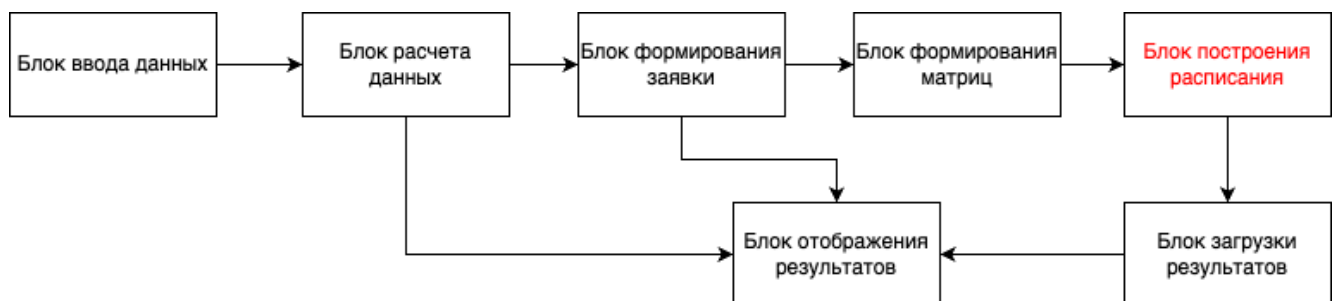 Блок ввода данных
Блок расчета
данных
Блок формирования
заявки
Блок формирования
матриц
Блок построения
расписания
Блок отображения
результатов
Блок загрузки
результатов